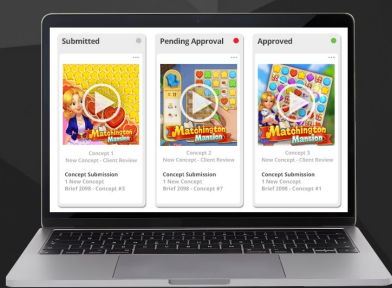 Submitted
Matchington
Mansion
Concept 1
New Concept - Client Review
Concept Submission
1 New Concept
Brief 2098 - Concept #3
Pending Approval
Matchington
Mansion
Concept 2
New Concept - Client Review
Concept Submission
1 New Concept
Brief 2098 - Concept #1
Approved
Matchington
Mansion
Concept 3
New Concept - Client Review
Concept Submission
1 New Concept
Brief 2098 - Concept #1